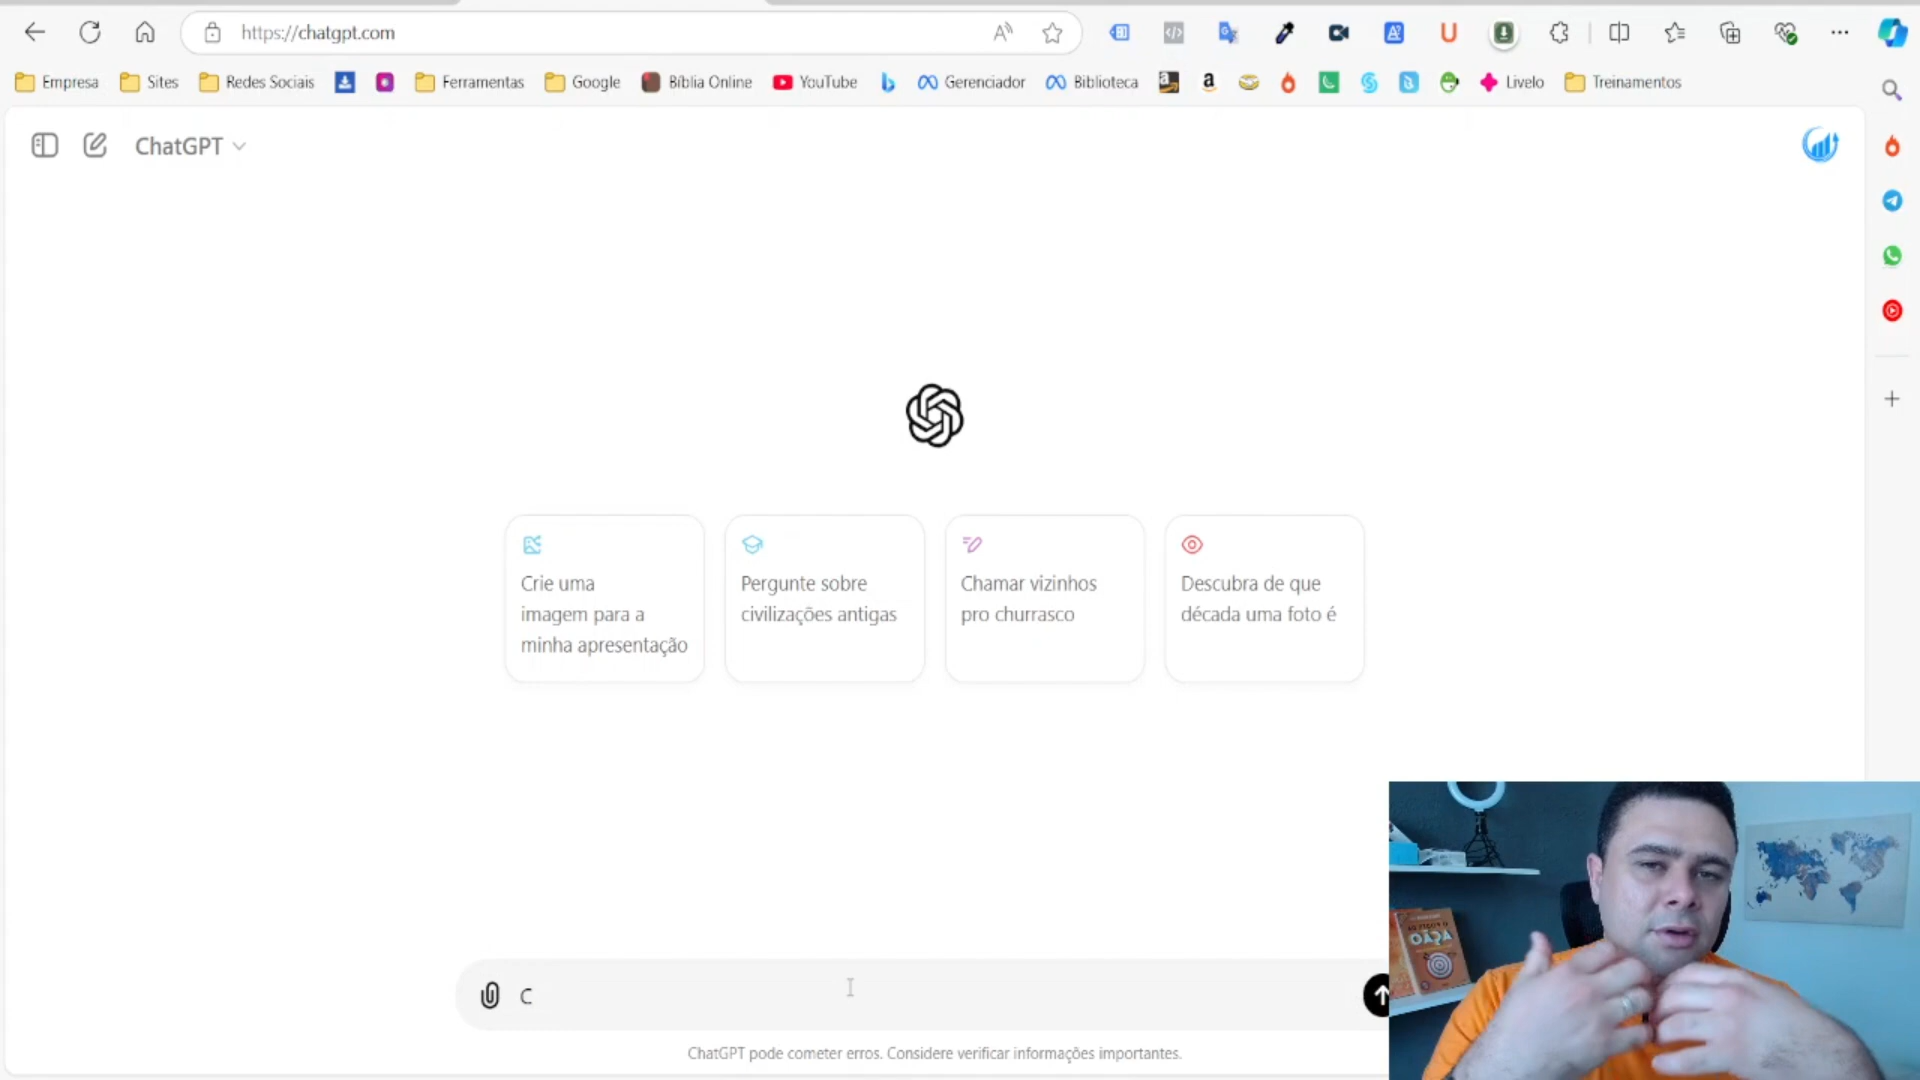 https://chatgpt.com
Empresa Sites Redes Sociais Ferramentas Google Bíblia Online YouTube Gerenciador Biblioteca Livelo Treinamentos
ChatGPT
Crie uma
imagem para a
minha apresentação
Pergunte sobre
civilizações antigas
Chamar vizinhos
pro churrasco
Descubra de que
década uma foto é
C
ChatGPT pode cometer erros. Considere verificar informações importantes.